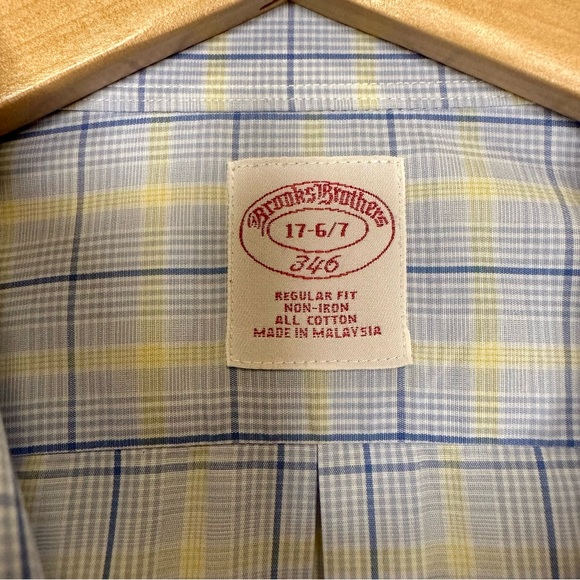 Brooks Brothers
17-6/7
346
REGULAR FIT
NON-IRON
ALL COTTON
MADE IN MALAYSIA